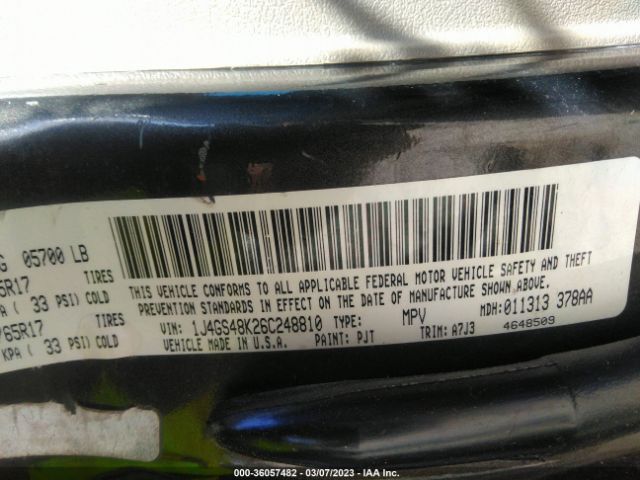 G 05700 LB
5R17 TIRES
PA ( 33 PSI) COLD
/65R17 TIRES
KPA ( 33 PSI) COLD
THIS VEHICLE CONFORMS TO ALL APPLICABLE FEDERAL MOTOR VEHICLE SAFETY AND THEFT
PREVENTION STANDARDS IN EFFECT ON THE DATE OF MANUFACTURE SHOWN ABOVE.
VIN: 1J4GS48K26C248810 TYPE: MPV MDH: 011313 378AA
VEHICLE MADE IN U.S.A. PAINT: PJT TRIM: A7J3 4648509
000-36057482 - 03/07/2023 - IAA Inc.